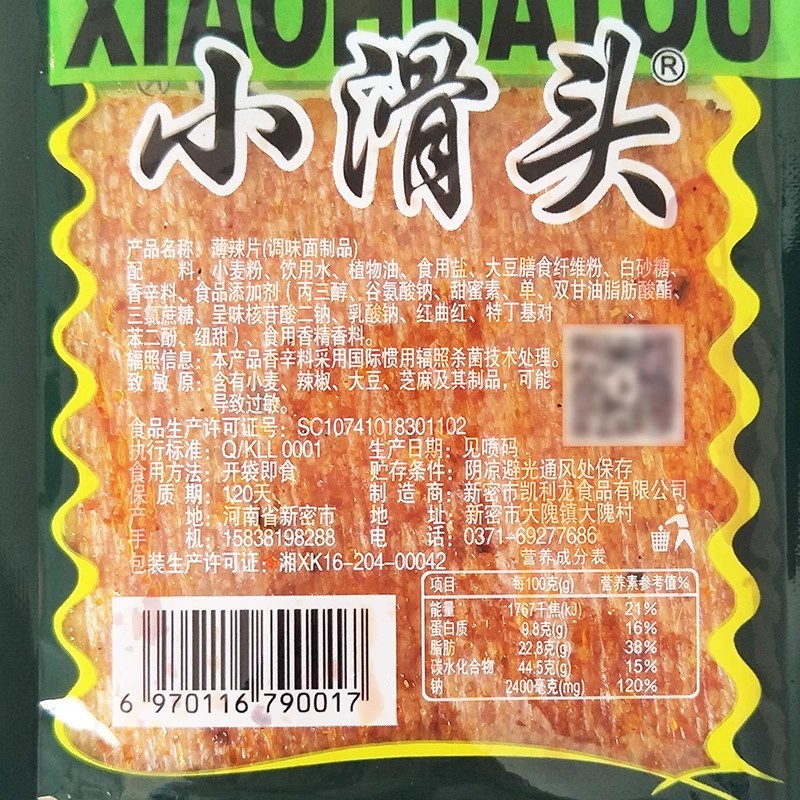 XIAOHUATOU
小滑头®
产品名称：薄辣片(调味面制品)
配 料：小麦粉、饮用水、植物油、食用盐、大豆膳食纤维粉、白砂糖、
香辛料、食品添加剂（丙三醇、谷氨酸钠、甜蜜素、单、双甘油脂肪酸酯、
三氯蔗糖、呈味核苷酸二钠、乳酸钠、红曲红、特丁基对
苯二酚、纽甜）、食用香精香料。
辐照信息：本产品香辛料采用国际惯用辐照杀菌技术处理。
致 敏 原：含有小麦、辣椒、大豆、芝麻及其制品，可能
导致过敏。
食品生产许可证号：SC10741018301102
执行标准：Q/KLL 0001 生产日期：见喷码
食用方法：开袋即食 贮存条件：阴凉避光通风处保存
保 质 期：120天 制 造 商：新密市凯利龙食品有限公司
产 地：河南省新密市 地 址：新密市大隗镇大隗村
手 机：15838198288 电 话：0371-69277686
包装生产许可证：湘XK16-204-00042
营养成分表
项目 每100克(g) 营养素参考值%
能量 1767千焦(kJ) 21%
蛋白质 9.8克(g) 16%
脂肪 22.8克(g) 38%
碳水化合物 44.5克(g) 15%
钠 2400毫克(mg) 120%
6 970116 790017